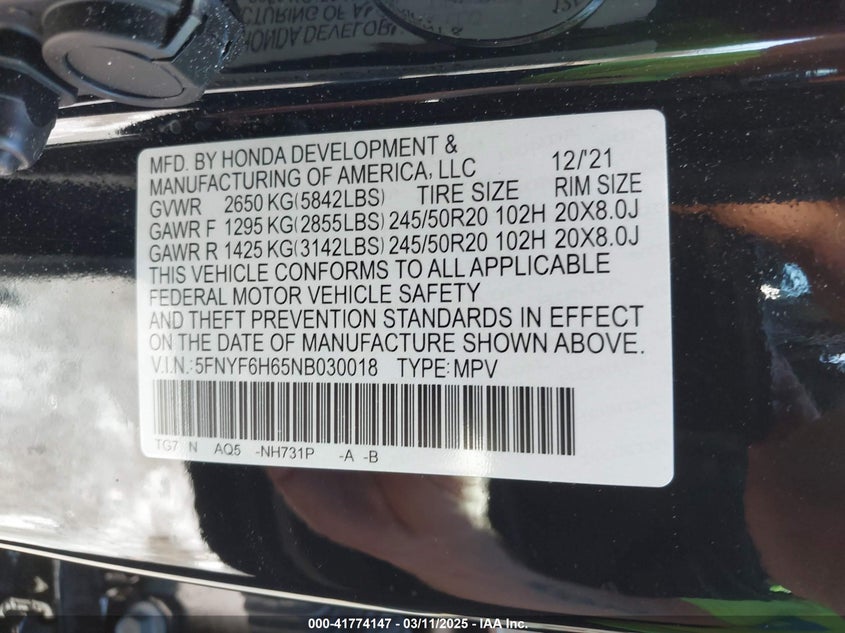 MFD. BY HONDA DEVELOPMENT & 12/'21
MANUFACTURING OF AMERICA, LLC
GVWR 2650 KG(5842LBS) TIRE SIZE RIM SIZE
GAWR F 1295 KG(2855LBS) 245/50R20 102H 20X8.0J
GAWR R 1425 KG(3142LBS) 245/50R20 102H 20X8.0J
THIS VEHICLE CONFORMS TO ALL APPLICABLE
FEDERAL MOTOR VEHICLE SAFETY
AND THEFT PREVENTION STANDARDS IN EFFECT
ON THE DATE OF MANUFACTURE SHOWN ABOVE.
V.I.N.:5FNYF6H65NB030018 TYPE:MPV
TG7 N AQ5 -NH731P -A -B
000-41774147 - 03/11/2025 - IAA Inc.